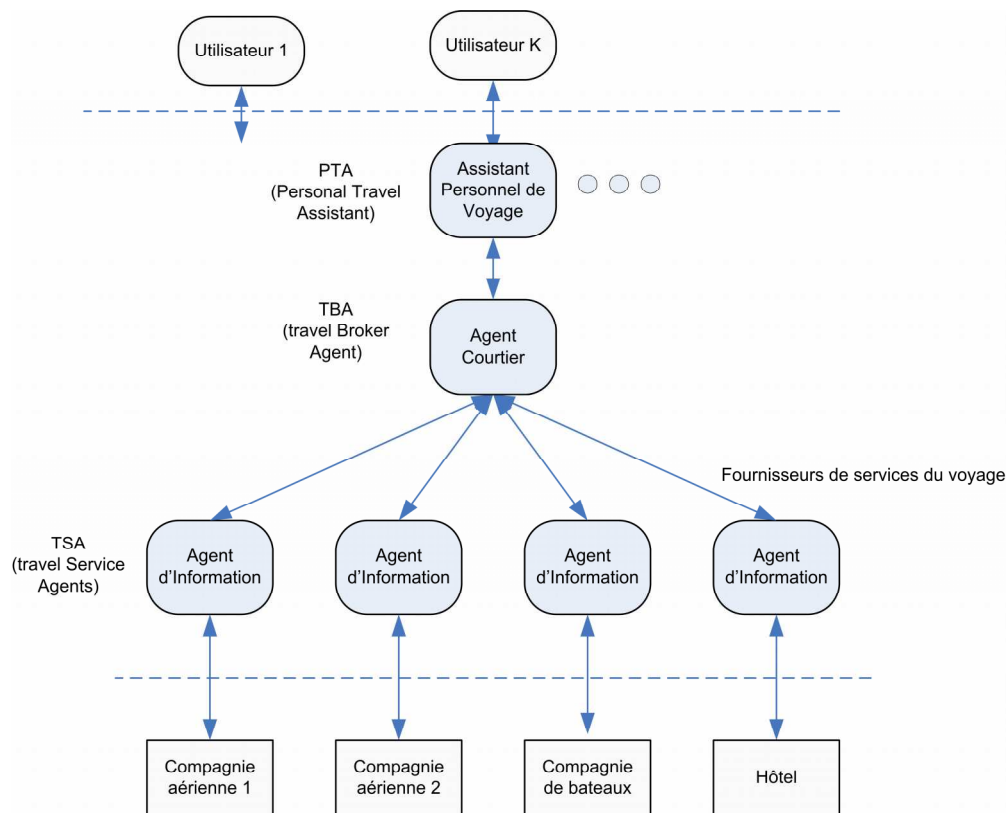 Utilisateur 1
Utilisateur K
PTA
(Personal Travel
Assistant)
Assistant
Personnel de
Voyage
TBA
(travel Broker
Agent)
Agent
Courtier
Fournisseurs de services du voyage
TSA
(travel Service
Agents)
Agent
d'Information
Agent
d'Information
Agent
d'Information
Agent
d'Information
Compagnie
aérienne 1
Compagnie
aérienne 2
Compagnie
de bateaux
Hôtel